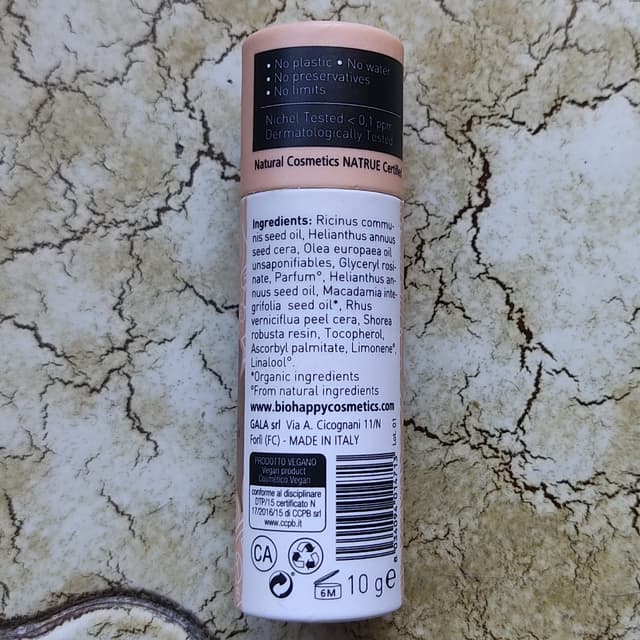 • No plastic • No water
• No preservatives
• No limits
Nichel Tested < 0,1 ppm
Dermatologically Tested
Natural Cosmetics NATRUE Certified
Ingredients: Ricinus commu-
nis seed oil, Helianthus annuus
seed cera, Olea europaea oil
unsaponifiables, Glyceryl rosi-
nate, Parfum°, Helianthus an-
nuus seed oil, Macadamia inte-
grifolia seed oil*, Rhus
verniciflua peel cera, Shorea
robusta resin, Tocopherol,
Ascorbyl palmitate, Limonene°,
Linalool°.
*Organic ingredients
°From natural ingredients
www.biohappycosmetics.com
GALA srl Via A. Cicognani 11/N
Forlì (FC) - MADE IN ITALY
Lot. 01
PRODOTTO VEGANO
Vegan product
Cosmético Vegan
conforme al disciplinare
DTP/15 certificato N
17/2016/15 di CCPB srl
www.ccpb.it
CA
6M
10 g e